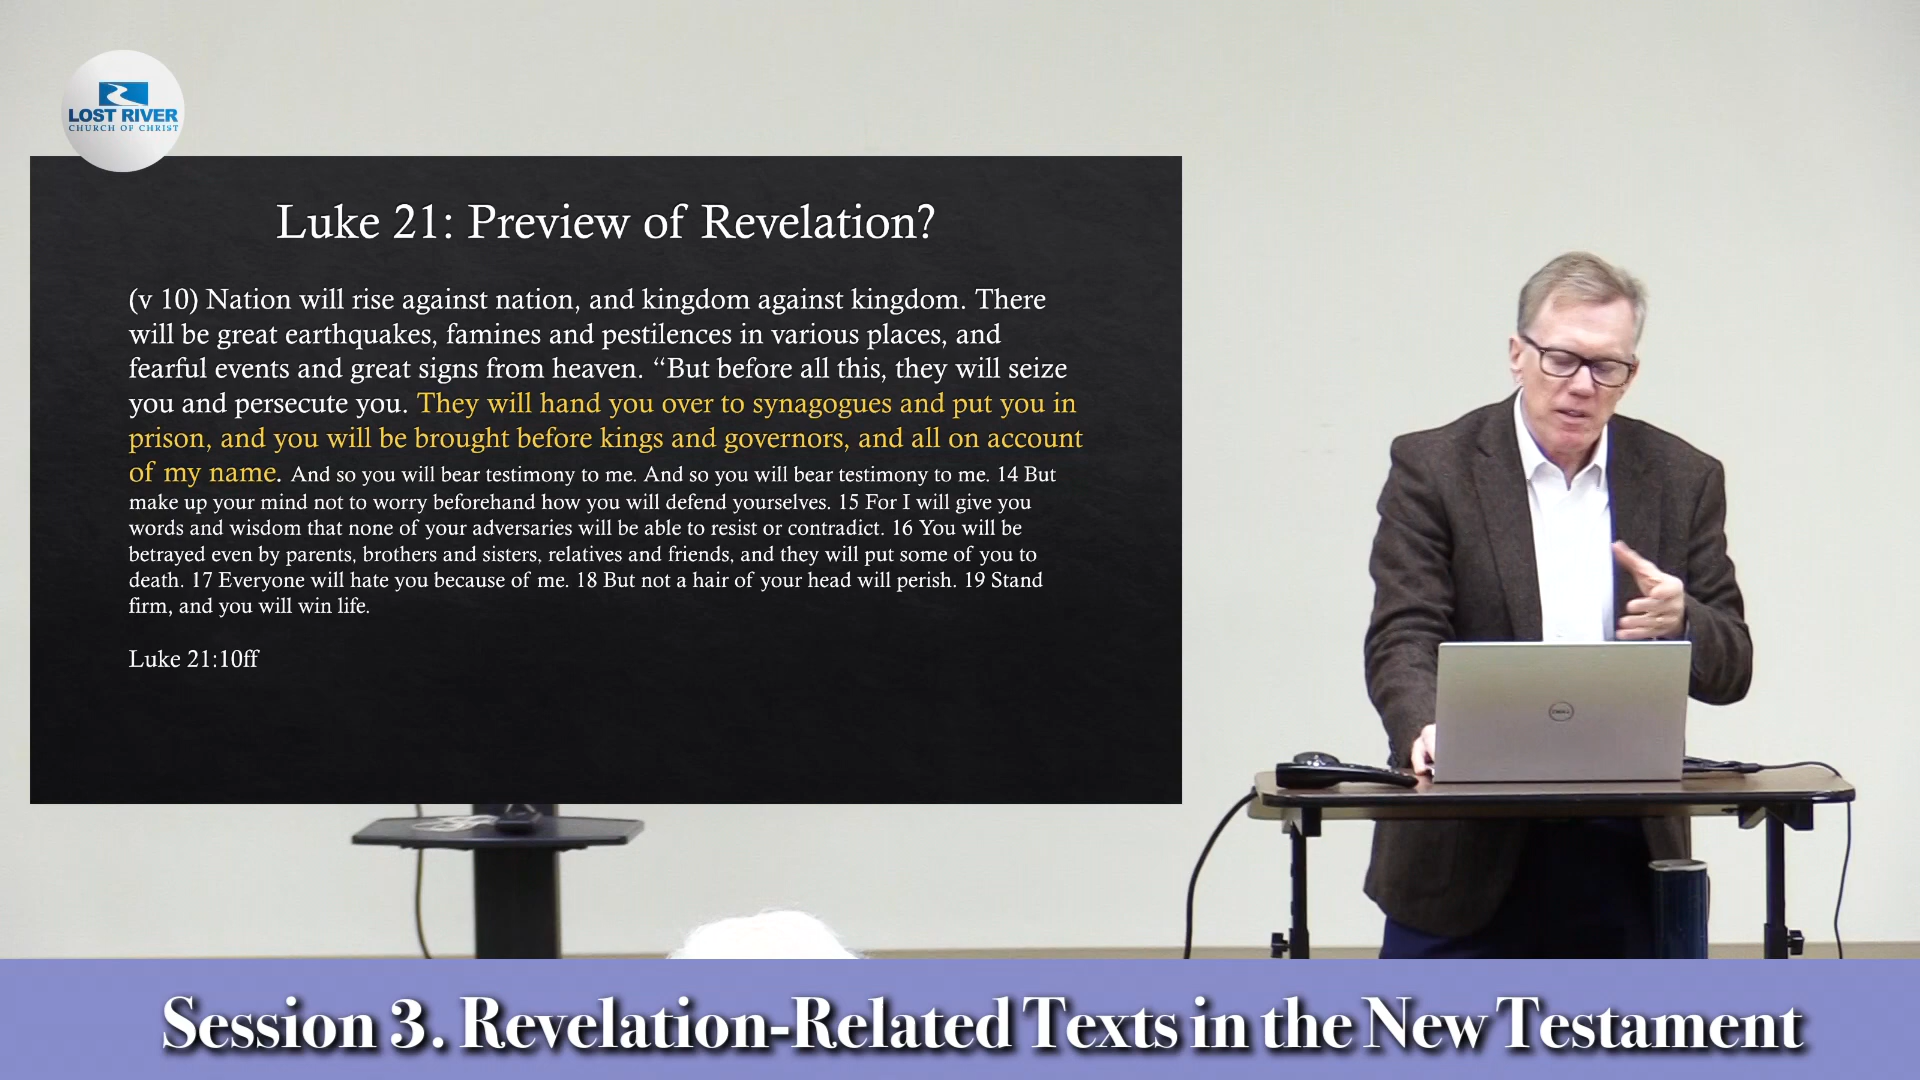 LOST RIVER
CHURCH OF CHRIST
Luke 21: Preview of Revelation?
(v 10) Nation will rise against nation, and kingdom against kingdom. There
will be great earthquakes, famines and pestilences in various places, and
fearful events and great signs from heaven. “But before all this, they will seize
you and persecute you. They will hand you over to synagogues and put you in
prison, and you will be brought before kings and governors, and all on account
of my name. And so you will bear testimony to me. And so you will bear testimony to me. 14 But
make up your mind not to worry beforehand how you will defend yourselves. 15 For I will give you
words and wisdom that none of your adversaries will be able to resist or contradict. 16 You will be
betrayed even by parents, brothers and sisters, relatives and friends, and they will put some of you to
death. 17 Everyone will hate you because of me. 18 But not a hair of your head will perish. 19 Stand
firm, and you will win life.
Luke 21:10ff
DELL
Session 3. Revelation-Related Texts in the New Testament